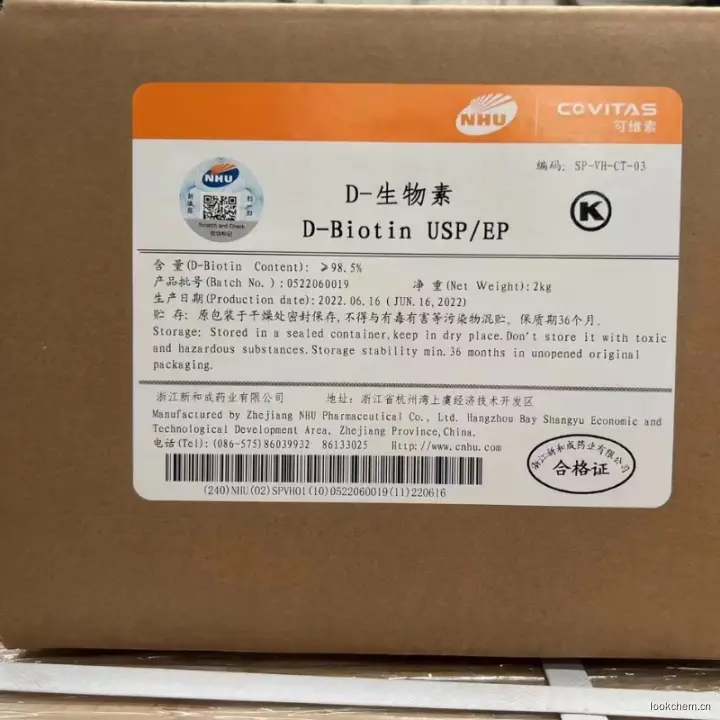 NHU
COVITAS
可维素
编码: SP-VH-CT-03
NHU
Scratch and Check
D-生物素
D-Biotin USP/EP
K
含 量(D-Biotin Content): ≥98.5%
产品批号(Batch No.): 0522060019 净 重(Net Weight): 2kg
生产日期(Production date): 2022.06.16 (JUN.16,2022)
贮 存: 原包装于干燥处密封保存,不得与有毒有害等污染物混贮。保质期36个月.
Storage: Stored in a sealed container,keep in dry place.Don't store it with toxic
and hazardous substances.Storage stability min. 36 months in unopened original
packaging.
浙江新和成药业有限公司 地址: 浙江省杭州湾上虞经济技术开发区
Manufactured by Zhejiang NHU Pharmaceutical Co., Ltd. Hangzhou Bay Shangyu Economic and
Technological Development Area, Zhejiang Province,China.
电话(Tel): (086-575)86039932 86133025 Http://www.cnhu.com
(240)NHU(02)SPVH01(10)0522060019(11)220616
浙江新和成药业有限公司
合格证
lookchem.cn